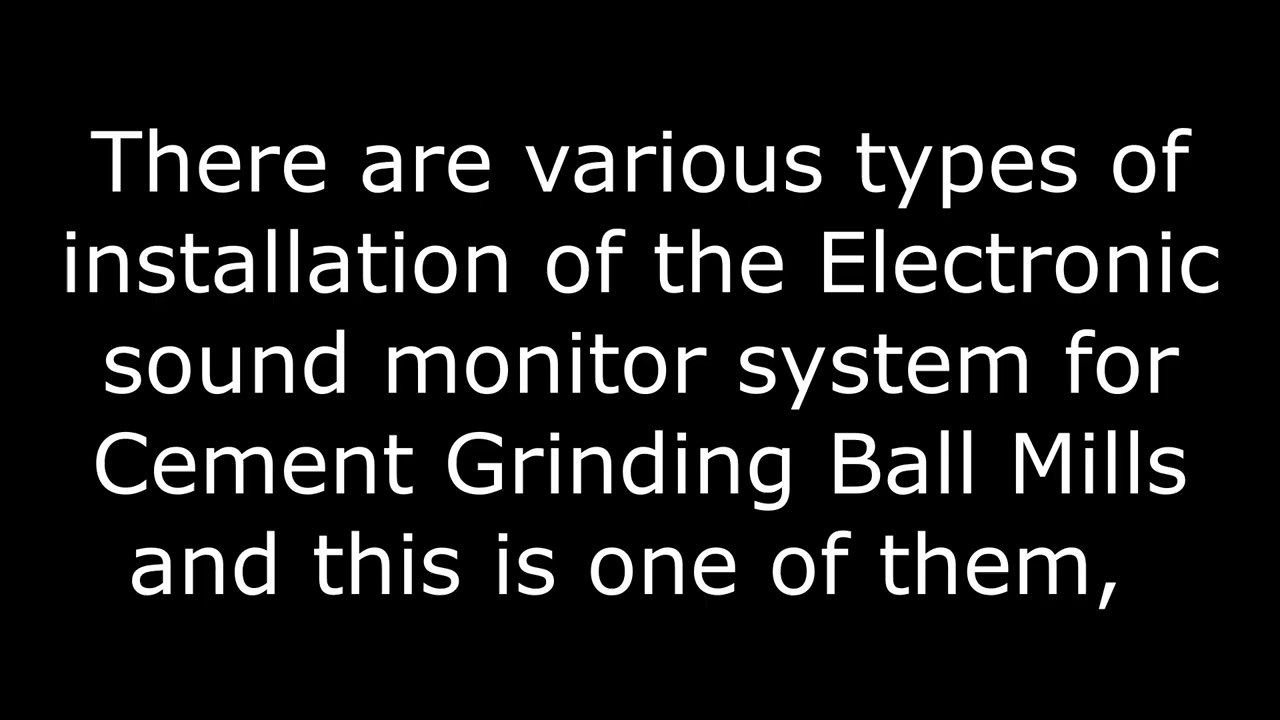 There are various types of
installation of the Electronic
sound monitor system for
Cement Grinding Ball Mills
and this is one of them,